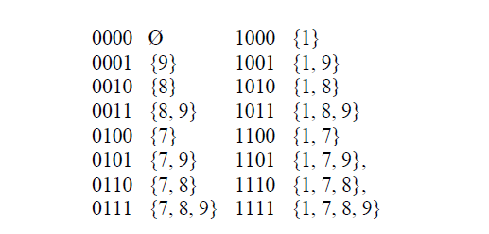 0000 Ø 1000 {1}
0001 {9} 1001 {1, 9}
0010 {8} 1010 {1, 8}
0011 {8, 9} 1011 {1, 8, 9}
0100 {7} 1100 {1, 7}
0101 {7, 9} 1101 {1, 7, 9},
0110 {7, 8} 1110 {1, 7, 8},
0111 {7, 8, 9} 1111 {1, 7, 8, 9}